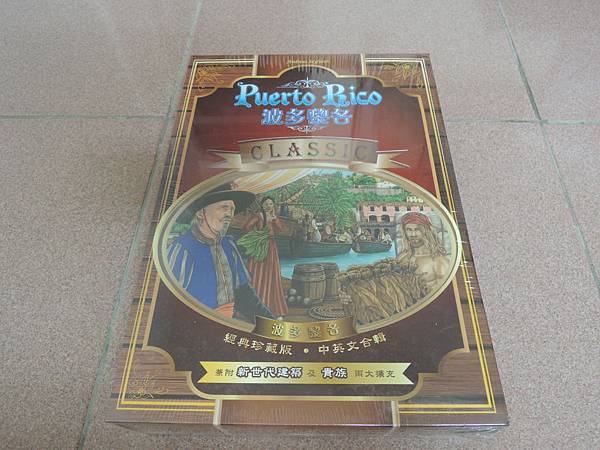 Puerto Rico
波多黎各
CLASSIC
波多黎各
經典珍藏版 · 中英文合輯
兼附 新世代建築 及 貴族 兩大擴充